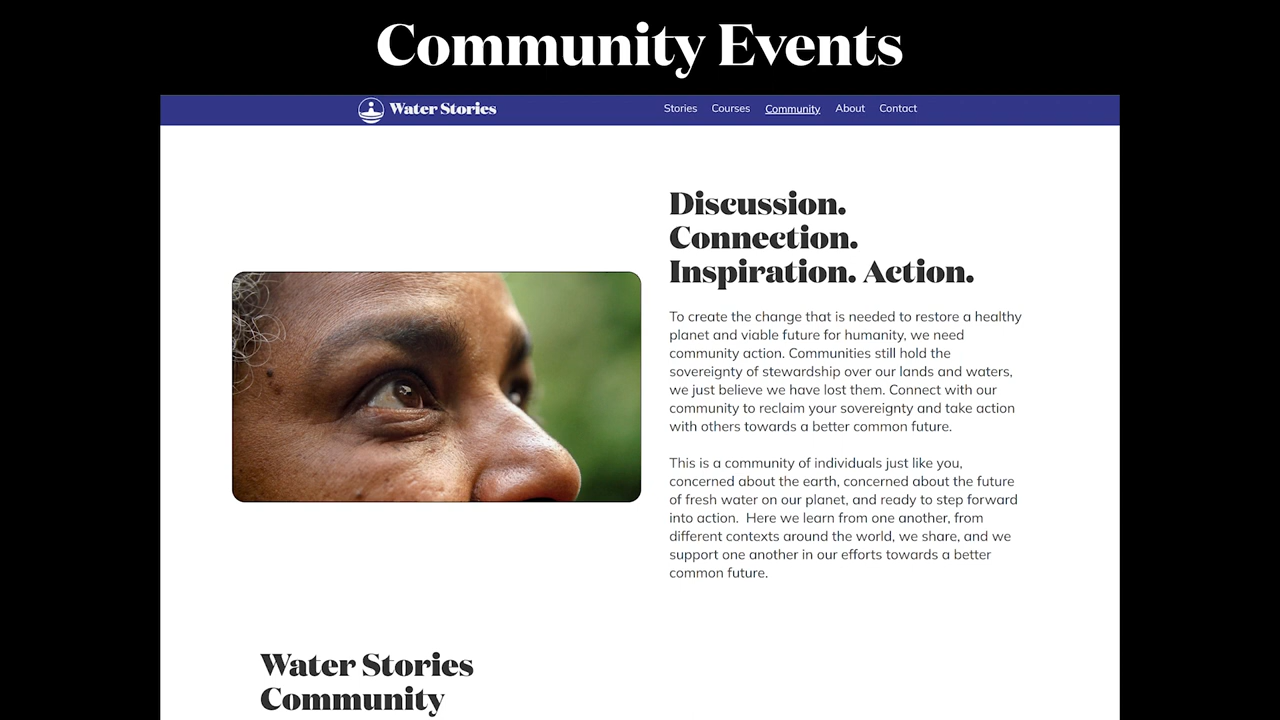 Community Events
Water Stories
Stories Courses Community About Contact
Discussion.
Connection.
Inspiration. Action.
To create the change that is needed to restore a healthy
planet and viable future for humanity, we need
community action. Communities still hold the
sovereignty of stewardship over our lands and waters,
we just believe we have lost them. Connect with our
community to reclaim your sovereignty and take action
with others towards a better common future.
This is a community of individuals just like you,
concerned about the earth, concerned about the future
of fresh water on our planet, and ready to step forward
into action.  Here we learn from one another, from
different contexts around the world, we share, and we
support one another in our efforts towards a better
common future.
Water Stories
Community